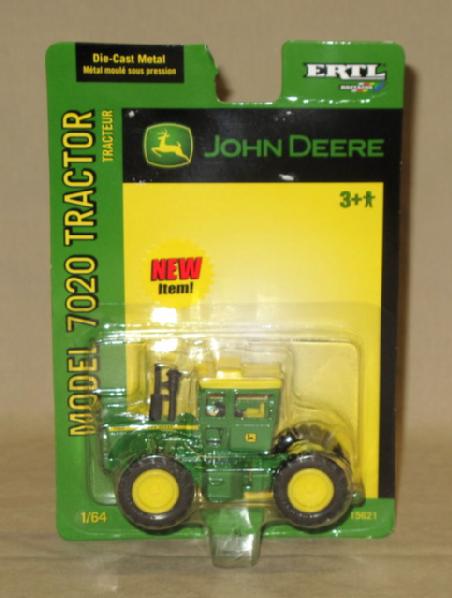 Die-Cast Metal
Métal moulé sous pression
ERTL
BRITAINS
MODEL 7020 TRACTOR
TRACTEUR
JOHN DEERE
3+
NEW
Item!
1/64
15621